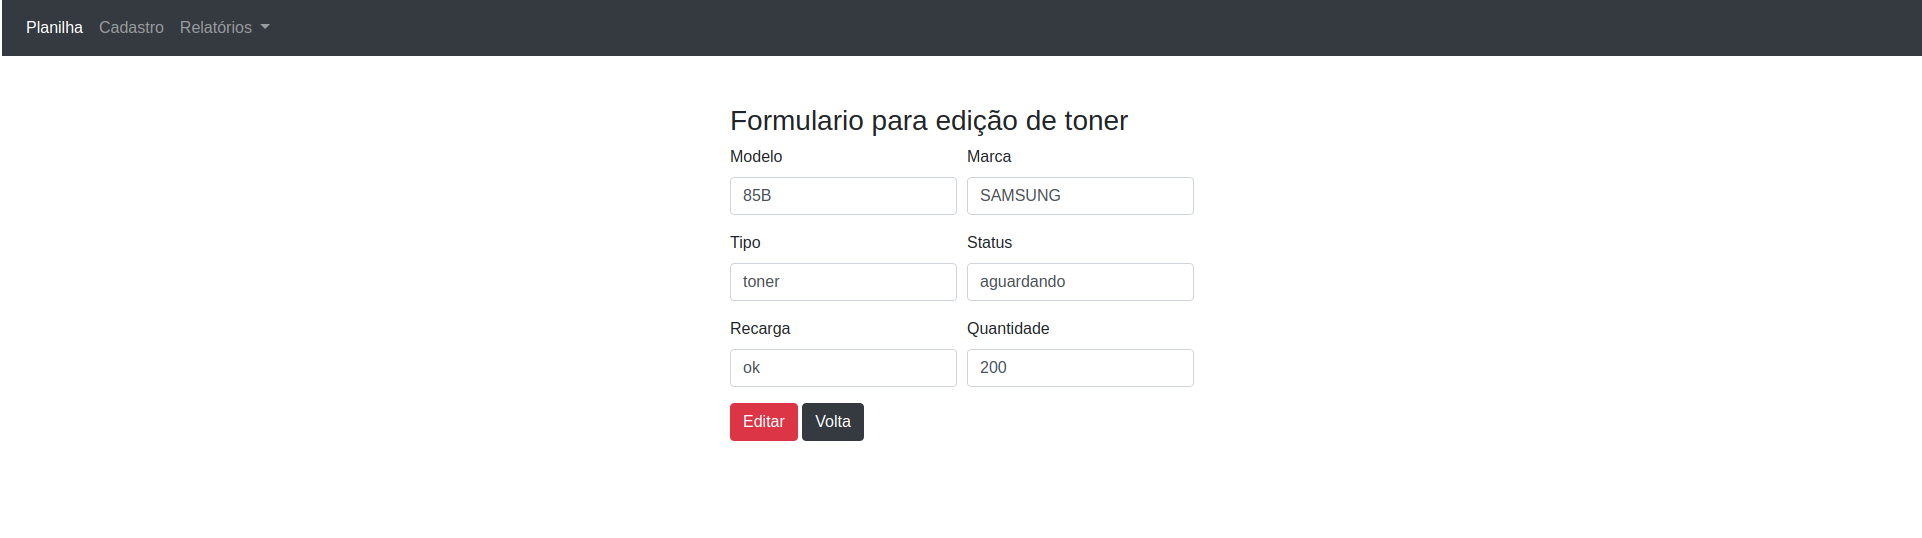 Planilha Cadastro Relatórios
Formulario para edição de toner
Modelo Marca
85B SAMSUNG
Tipo Status
toner aguardando
Recarga Quantidade
ok 200
Editar Volta